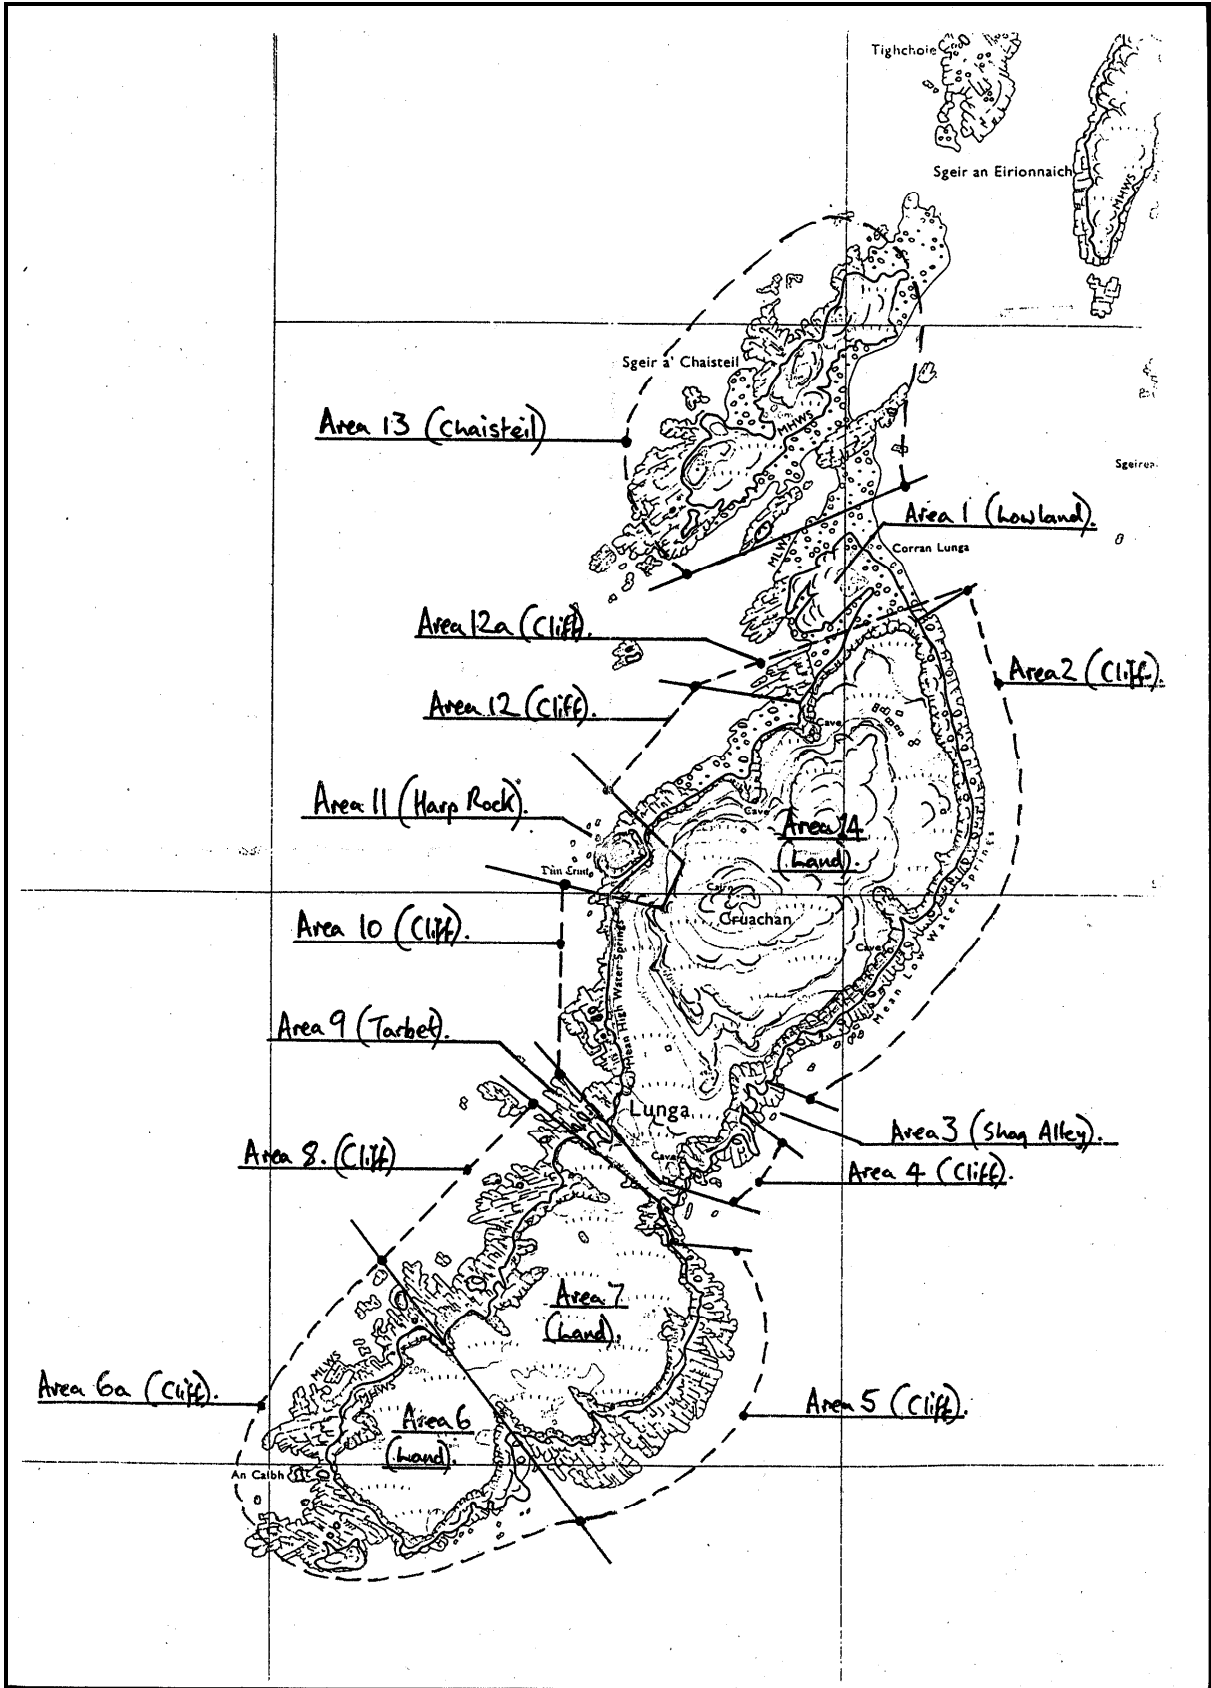 Tighchoie
Sgeir an Eirionnaich
MHWS
Sgeir a' Chaisteil
Area 13 (Chaisteil)
MHWS
Area 1 (Lowland).
MLWS
Corran Lunga
Area 12a (Cliff).
Area 2 (Cliff).
Area 12 (Cliff).
Cave
Area 11 (Harp Rock).
Cave
Area 14
(Land).
Cairn
Cruachan
Area 10 (Cliff).
Cave
Mean High Water Springs
Mean Low Water Springs
Area 9 (Tarbet).
Lunga
Area 3 (Shag Alley).
Area 8. (Cliff)
Cave
Area 4 (Cliff).
Area 7
(Land).
MLWS
MHWS
Area 6a (Cliff).
Area 5 (Cliff).
Area 6
(Land).
An Calbh